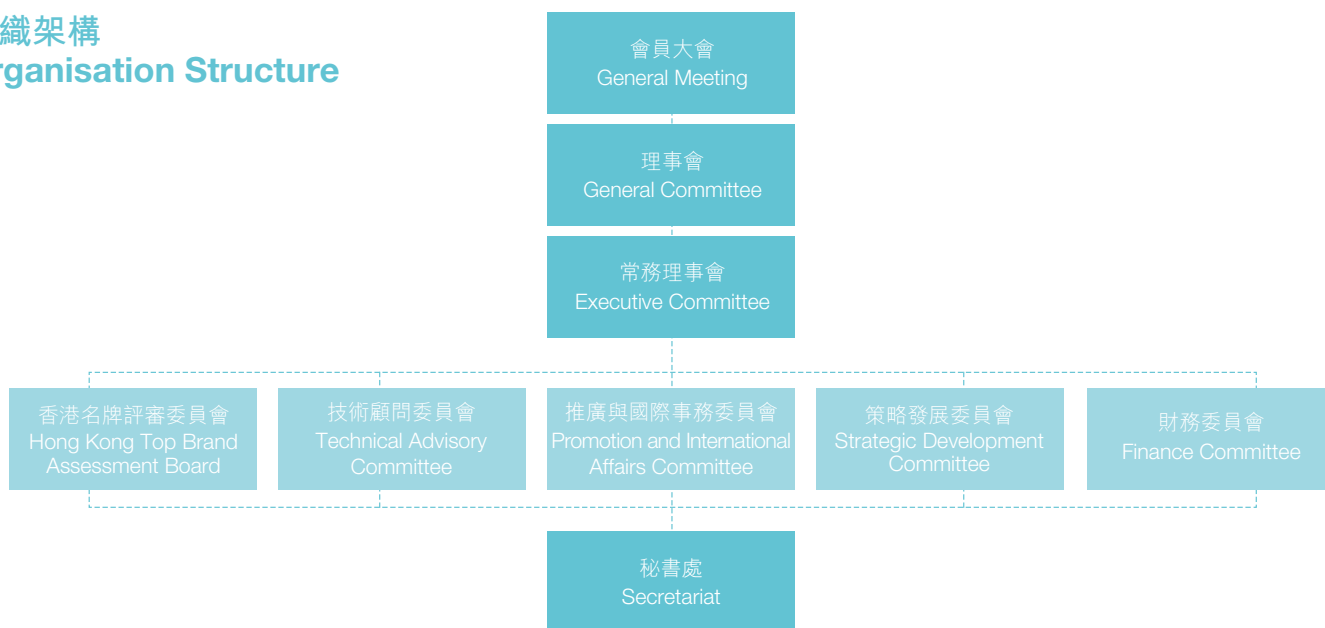 織架構
rganisation Structure
會員大會
General Meeting
理事會
General Committee
常務理事會
Executive Committee
香港名牌評審委員會
Hong Kong Top Brand
Assessment Board
技術顧問委員會
Technical Advisory
Committee
推廣與國際事務委員會
Promotion and International
Affairs Committee
策略發展委員會
Strategic Development
Committee
財務委員會
Finance Committee
秘書處
Secretariat